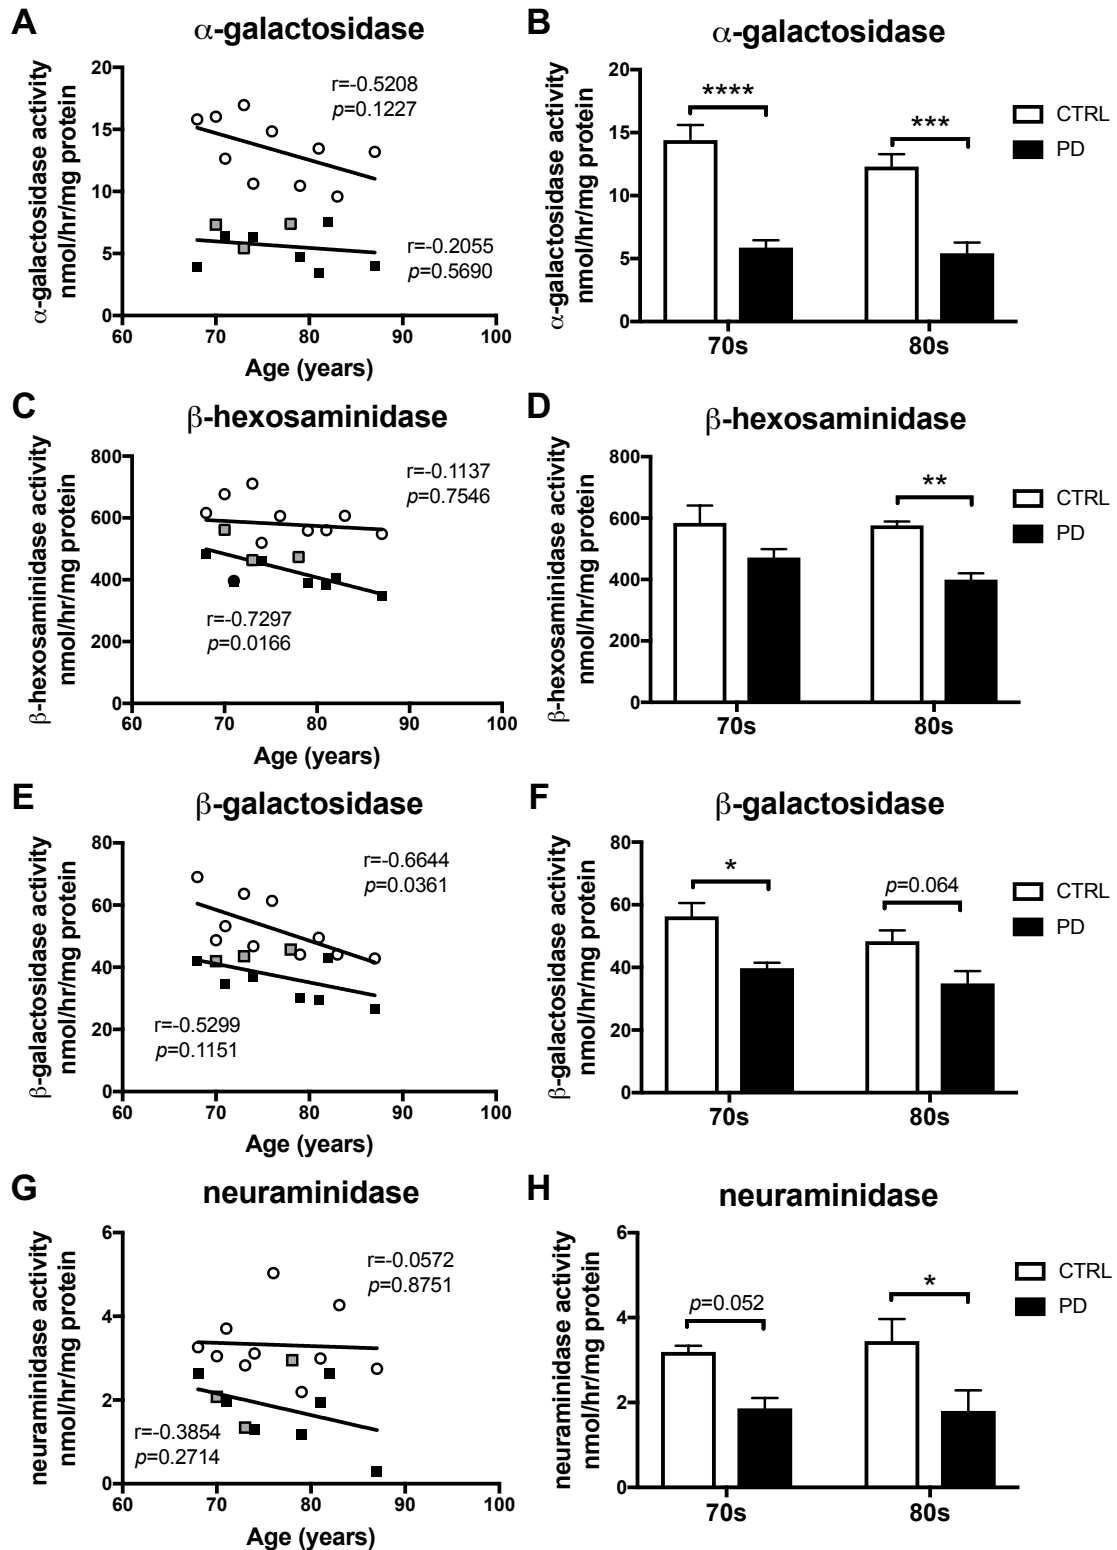 A
α-galactosidase
α-galactosidase activity
nmol/hr/mg protein
20
15
10
5
0
r=-0.5208
p=0.1227
r=-0.2055
p=0.5690
60 70 80 90 100
Age (years)
B
α-galactosidase
α-galactosidase activity
nmol/hr/mg protein
20
15
10
5
0
****
***
70s 80s
CTRL
PD
C
β-hexosaminidase
β-hexosaminidase activity
nmol/hr/mg protein
800
600
400
200
0
r=-0.1137
p=0.7546
r=-0.7297
p=0.0166
60 70 80 90 100
Age (years)
D
β-hexosaminidase
β-hexosaminidase activity
nmol/hr/mg protein
800
600
400
200
0
**
70s 80s
CTRL
PD
E
β-galactosidase
β-galactosidase activity
nmol/hr/mg protein
80
60
40
20
0
r=-0.6644
p=0.0361
r=-0.5299
p=0.1151
60 70 80 90 100
Age (years)
F
β-galactosidase
β-galactosidase activity
nmol/hr/mg protein
80
60
40
20
0
*
p=0.064
70s 80s
CTRL
PD
G
neuraminidase
neuraminidase activity
nmol/hr/mg protein
6
4
2
0
r=-0.0572
p=0.8751
r=-0.3854
p=0.2714
60 70 80 90 100
Age (years)
H
neuraminidase
neuraminidase activity
nmol/hr/mg protein
6
4
2
0
p=0.052
*
70s 80s
CTRL
PD